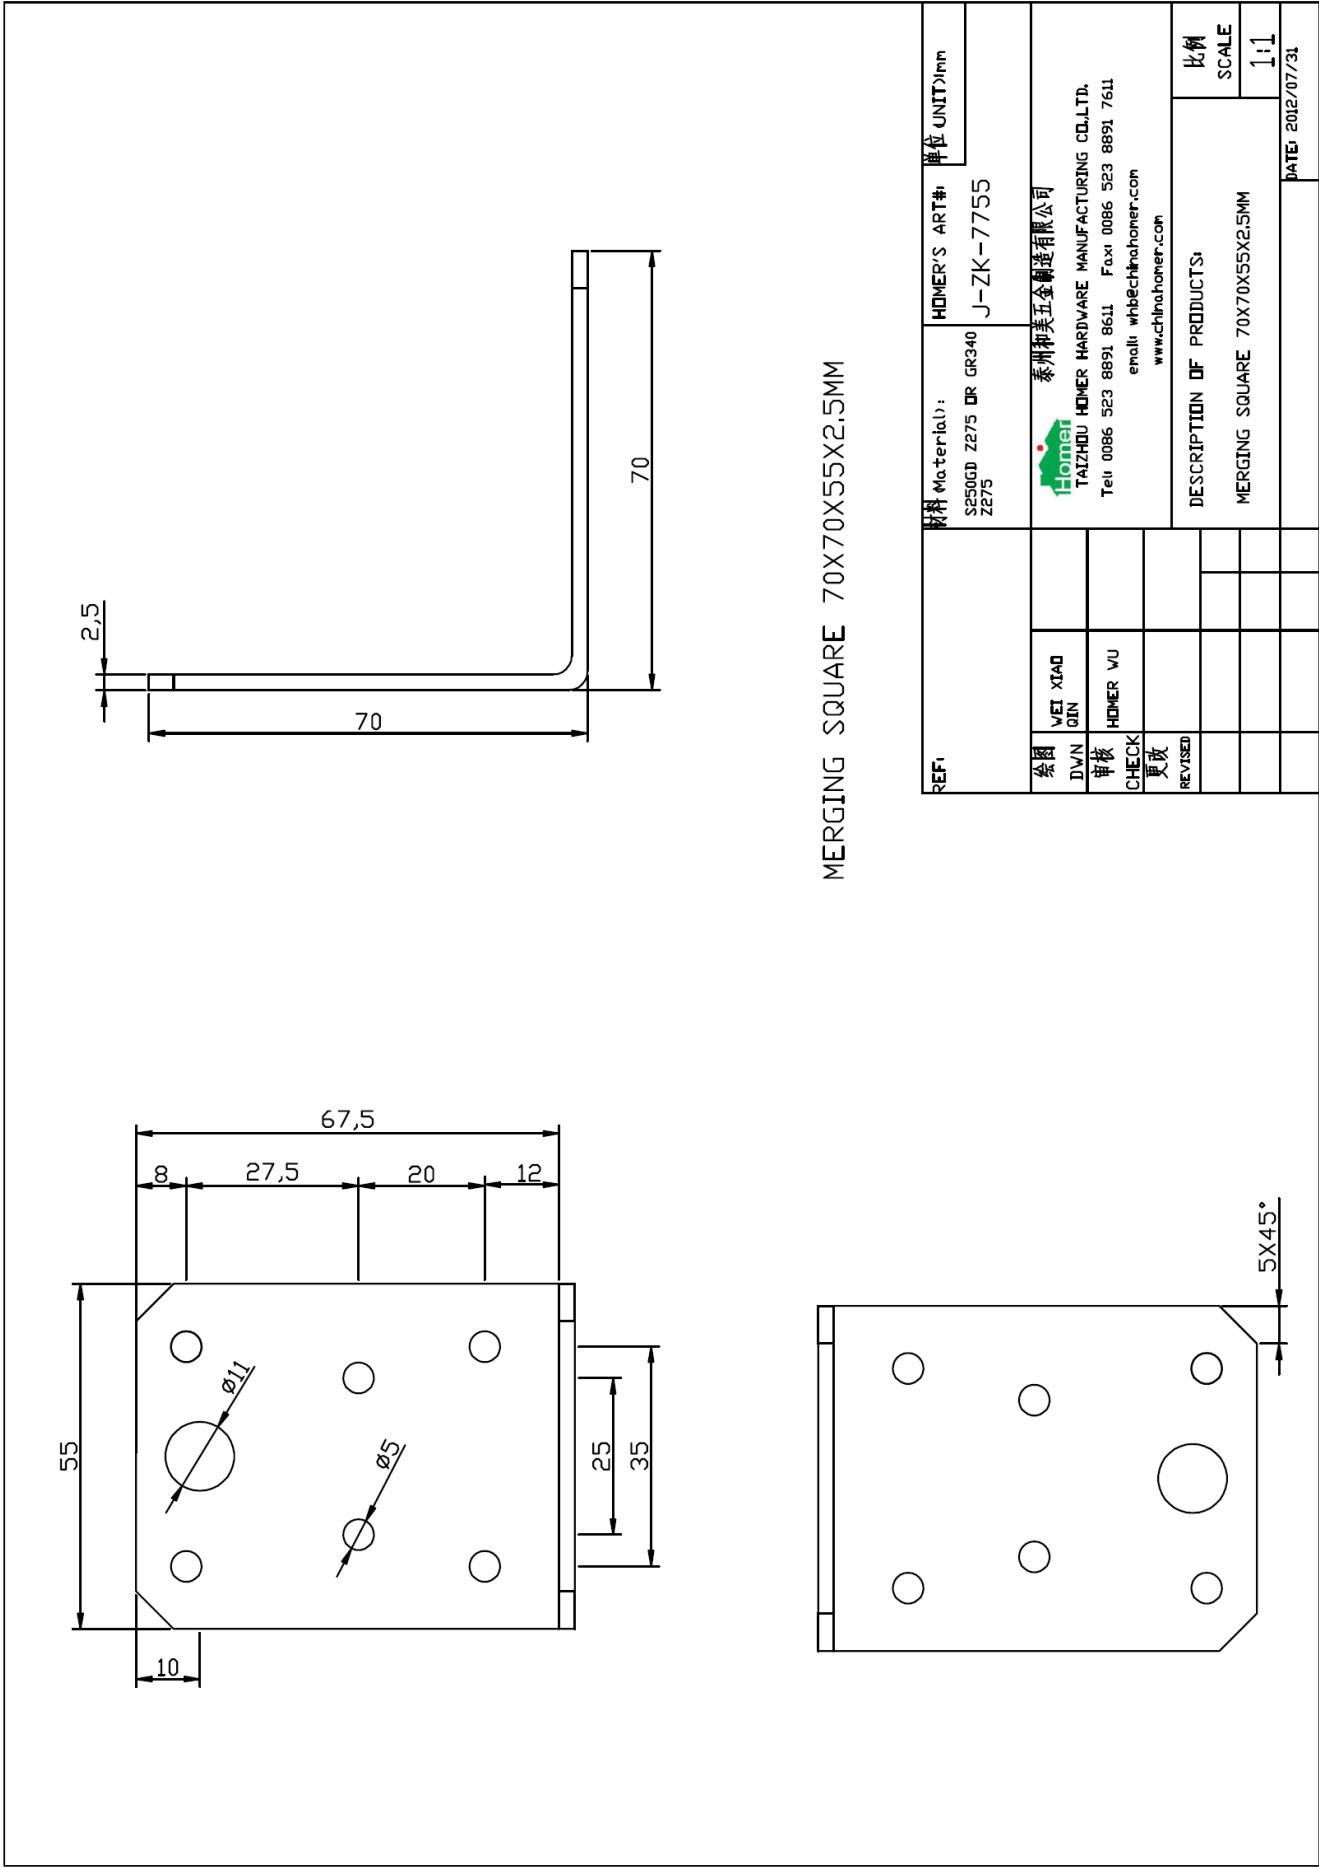 55
10
8
27,5
20
12
67,5
ø11
ø5
25
35
2,5
70
70
5X45°
MERGING SQUARE 70X70X55X2.5MM
REF:
材料(Material):
S250GD Z275 OR GR340
Z275
HOMER'S ART#:
J-ZK-7755
单位(UNIT):mm
绘图
DWN
WEI XIAO
QIN
审核
CHECK
HOMER WU
更改
REVISED
泰州和美五金制造有限公司
Homer
TAIZHOU HOMER HARDWARE MANUFACTURING CO.,LTD.
Tel: 0086 523 8891 8611 Fax: 0086 523 8891 7611
email: whb@chinahomer.com
www.chinahomer.com
DESCRIPTION OF PRODUCTS:
MERGING SQUARE 70X70X55X2.5MM
比例
SCALE
1:1
DATE: 2012/07/31